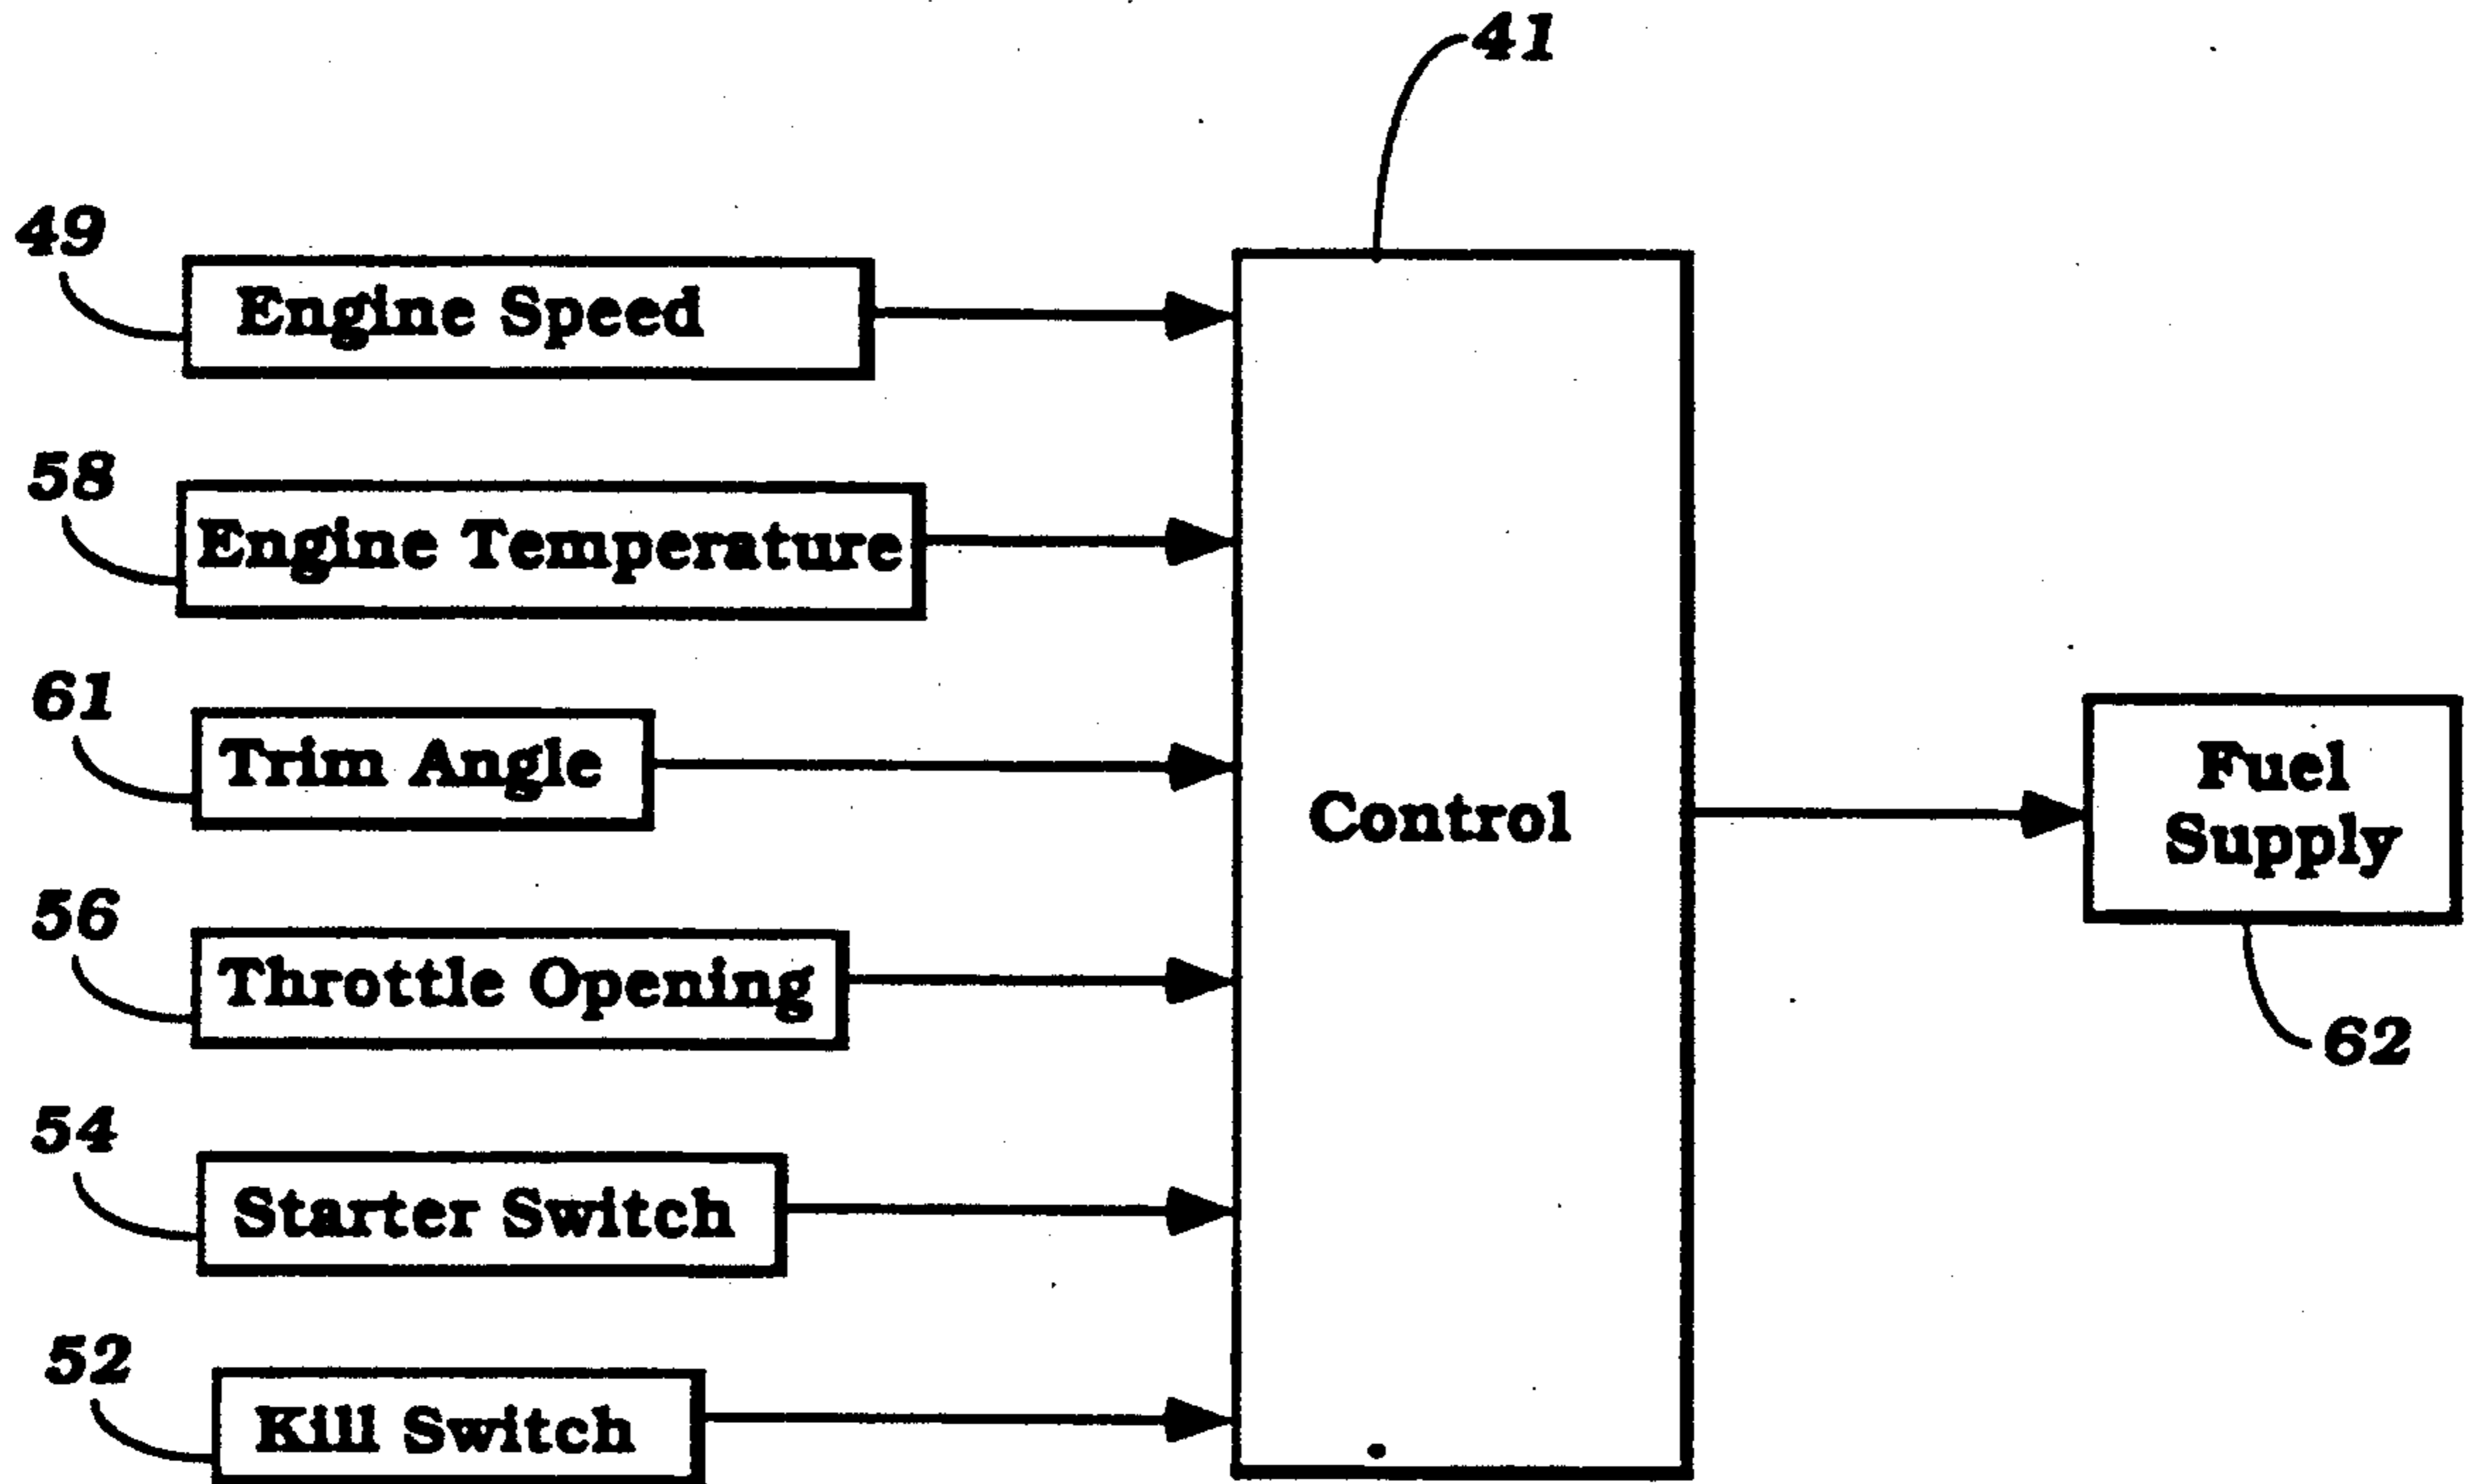 41
49
Engine Speed
58
Engine Temperature
61
Trim Angle
Control
Fuel
Supply
56
Throttle Opening
62
54
Starter Switch
52
Kill Switch